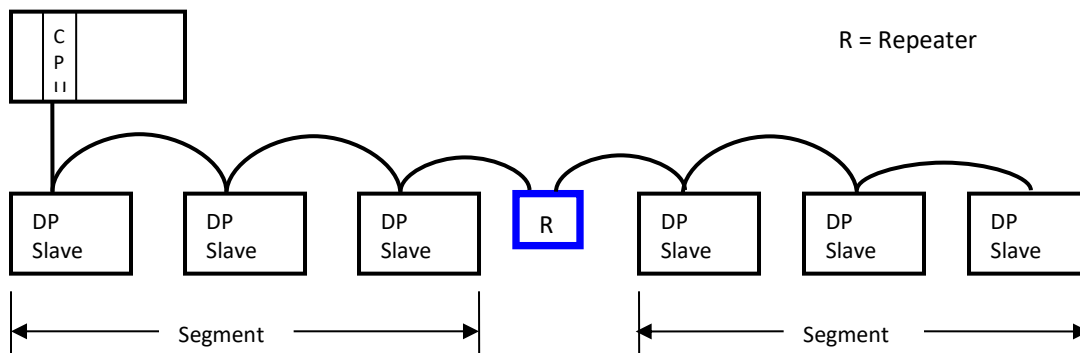 C
P
R = Repeater
DP
Slave
DP
Slave
DP
Slave
R
DP
Slave
DP
Slave
DP
Slave
Segment
Segment